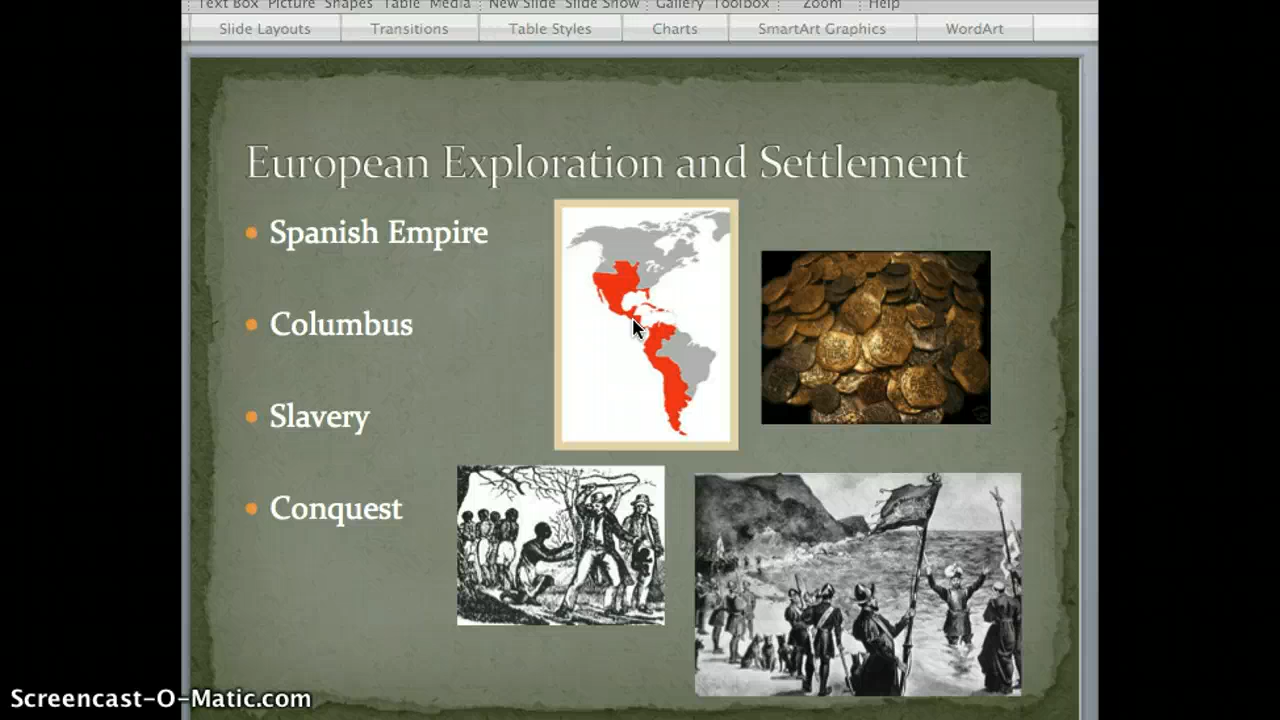 Text Box Picture Shapes Table Media New Slide Slide Show Gallery Toolbox Zoom Help
Slide Layouts Transitions Table Styles Charts SmartArt Graphics WordArt
European Exploration and Settlement
• Spanish Empire
• Columbus
• Slavery
• Conquest
Screencast-O-Matic.com